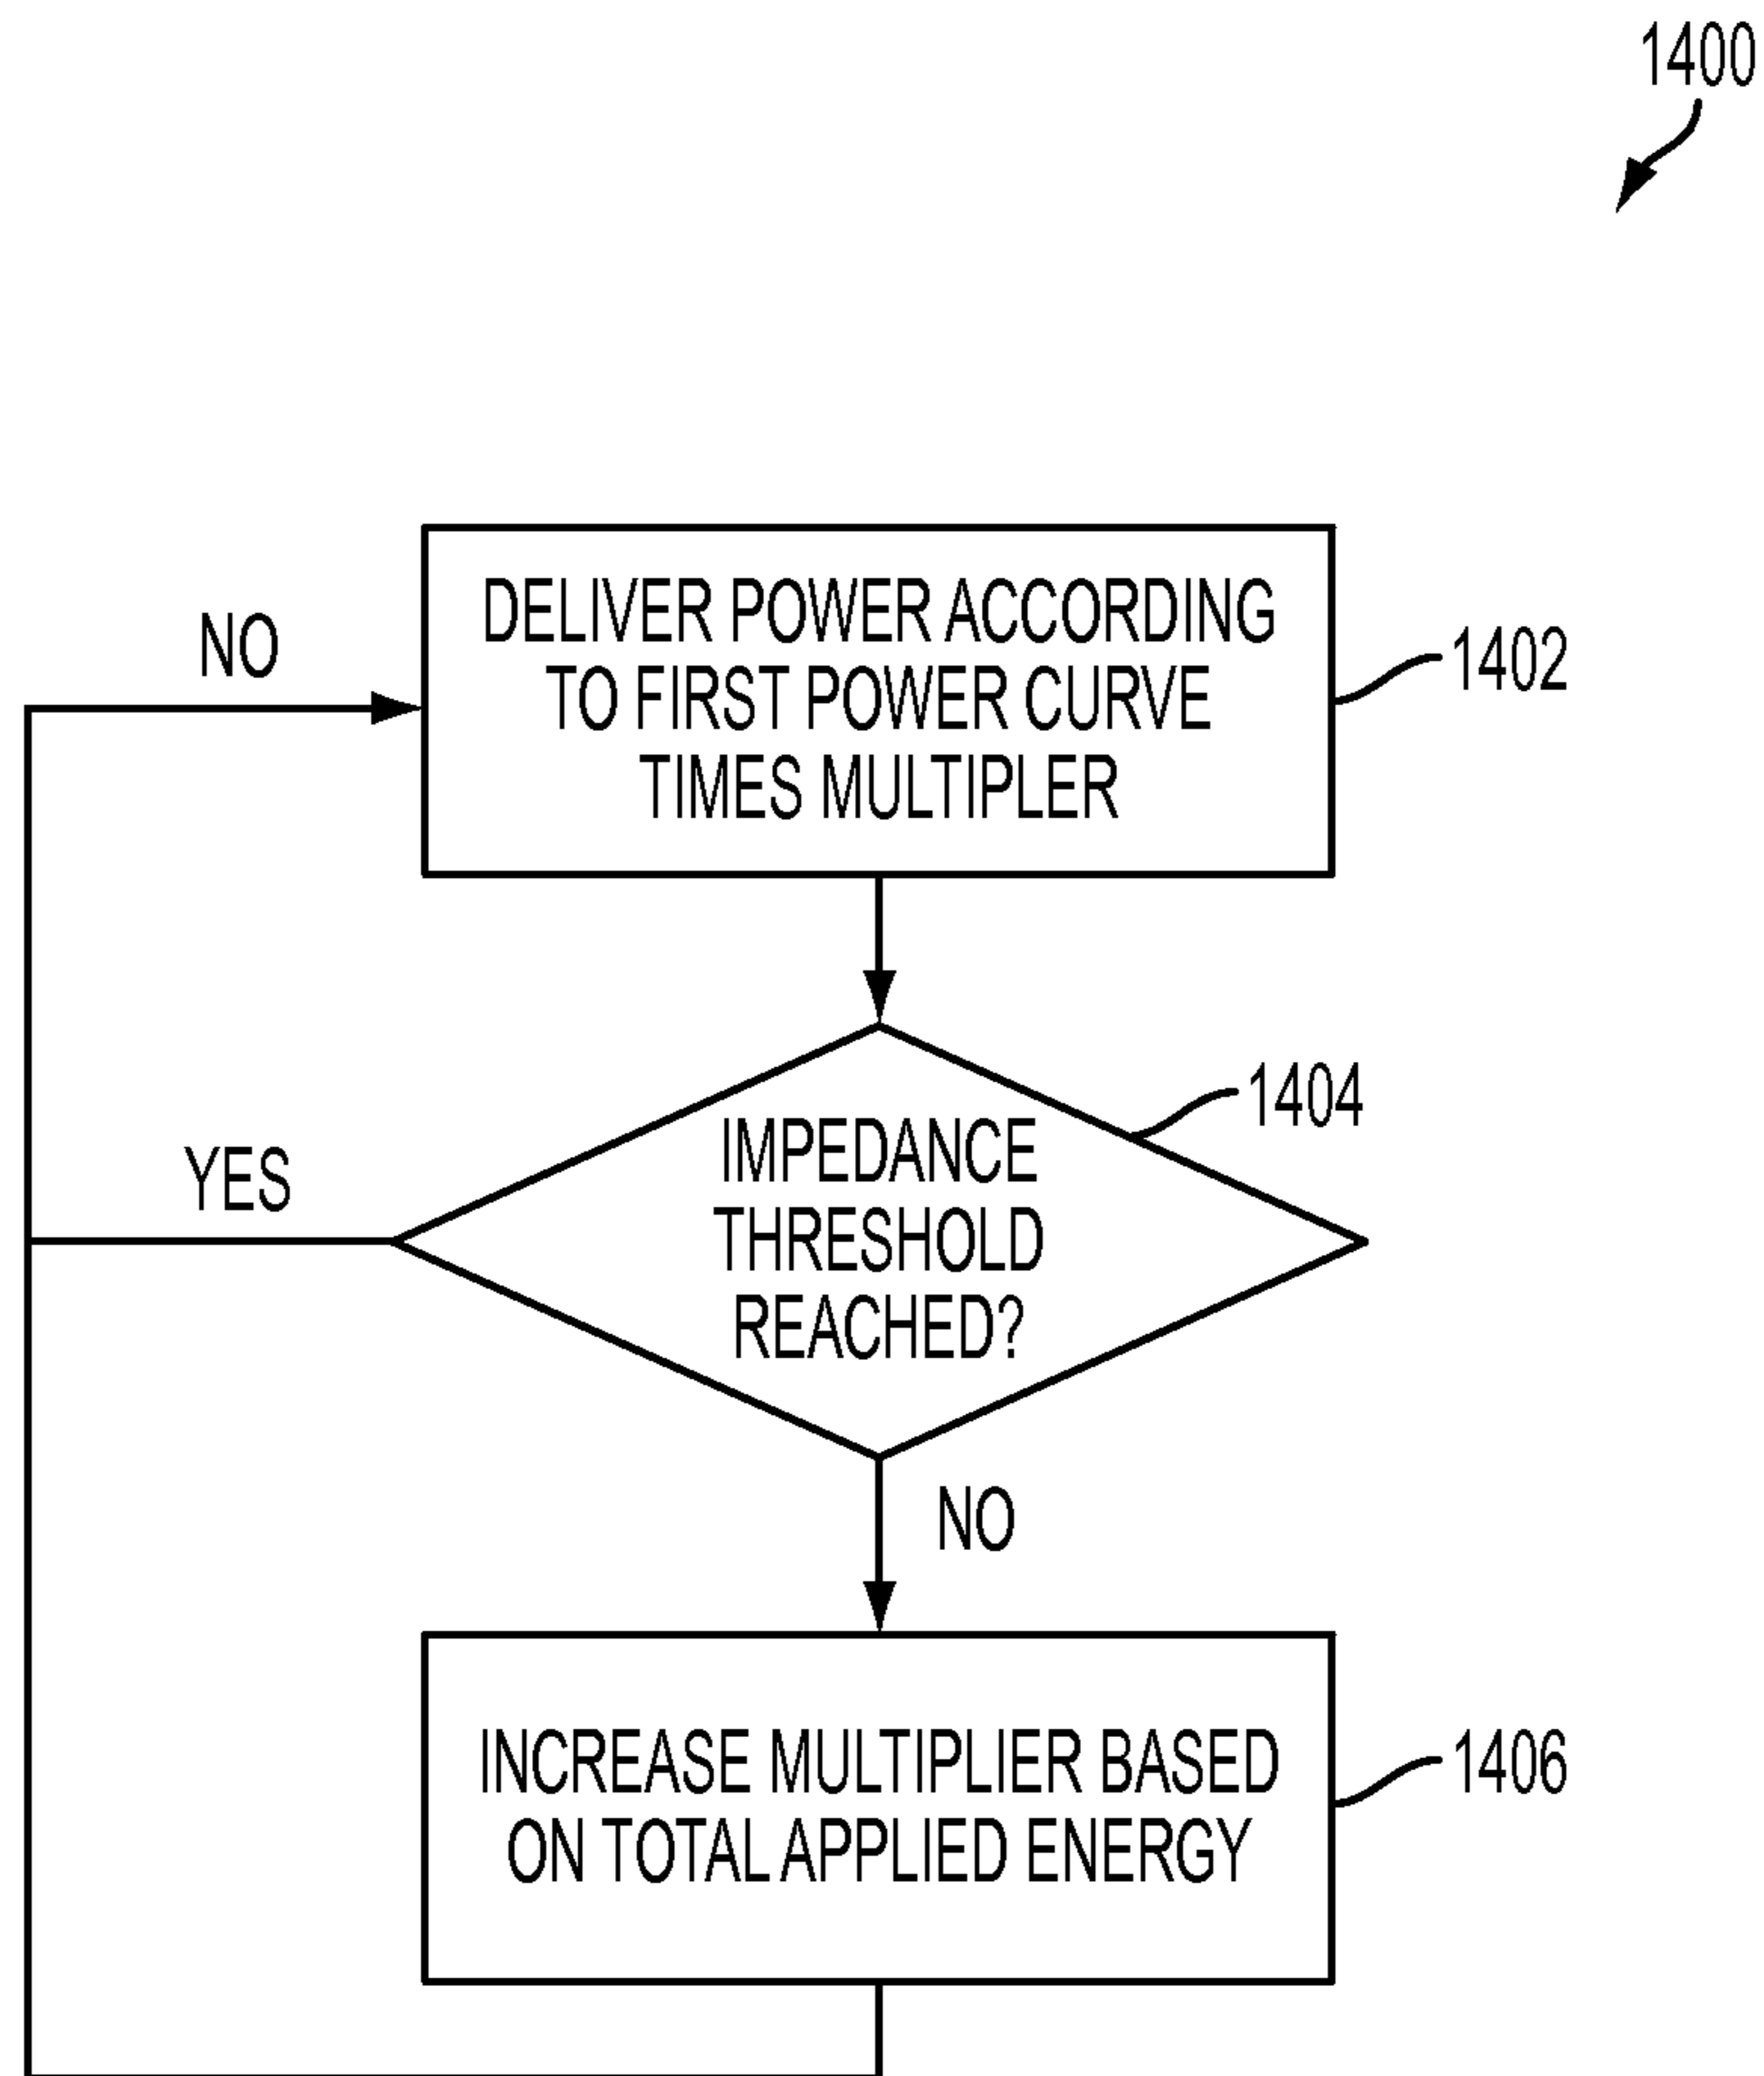 1400
DELIVER POWER ACCORDING
TO FIRST POWER CURVE
TIMES MULTIPLER
NO
1402
1404
IMPEDANCE
THRESHOLD
REACHED?
YES
NO
INCREASE MULTIPLIER BASED
ON TOTAL APPLIED ENERGY
1406